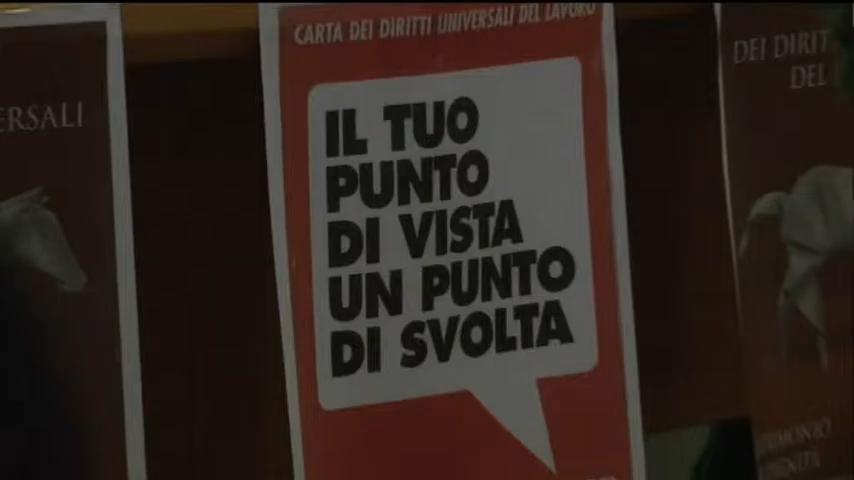 CARTA DEI DIRITTI UNIVERSALI DEL LAVORO
IL TUO
PUNTO
DI VISTA
UN PUNTO
DI SVOLTA
ERSALI
DEI DIRIT
DEL